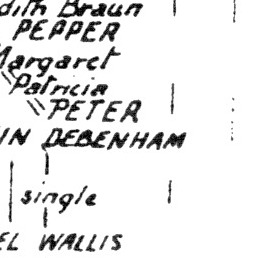 dith Braun
PEPPER
Margaret
Patricia
PETER
IN DEBENHAM
single
EL WALLIS